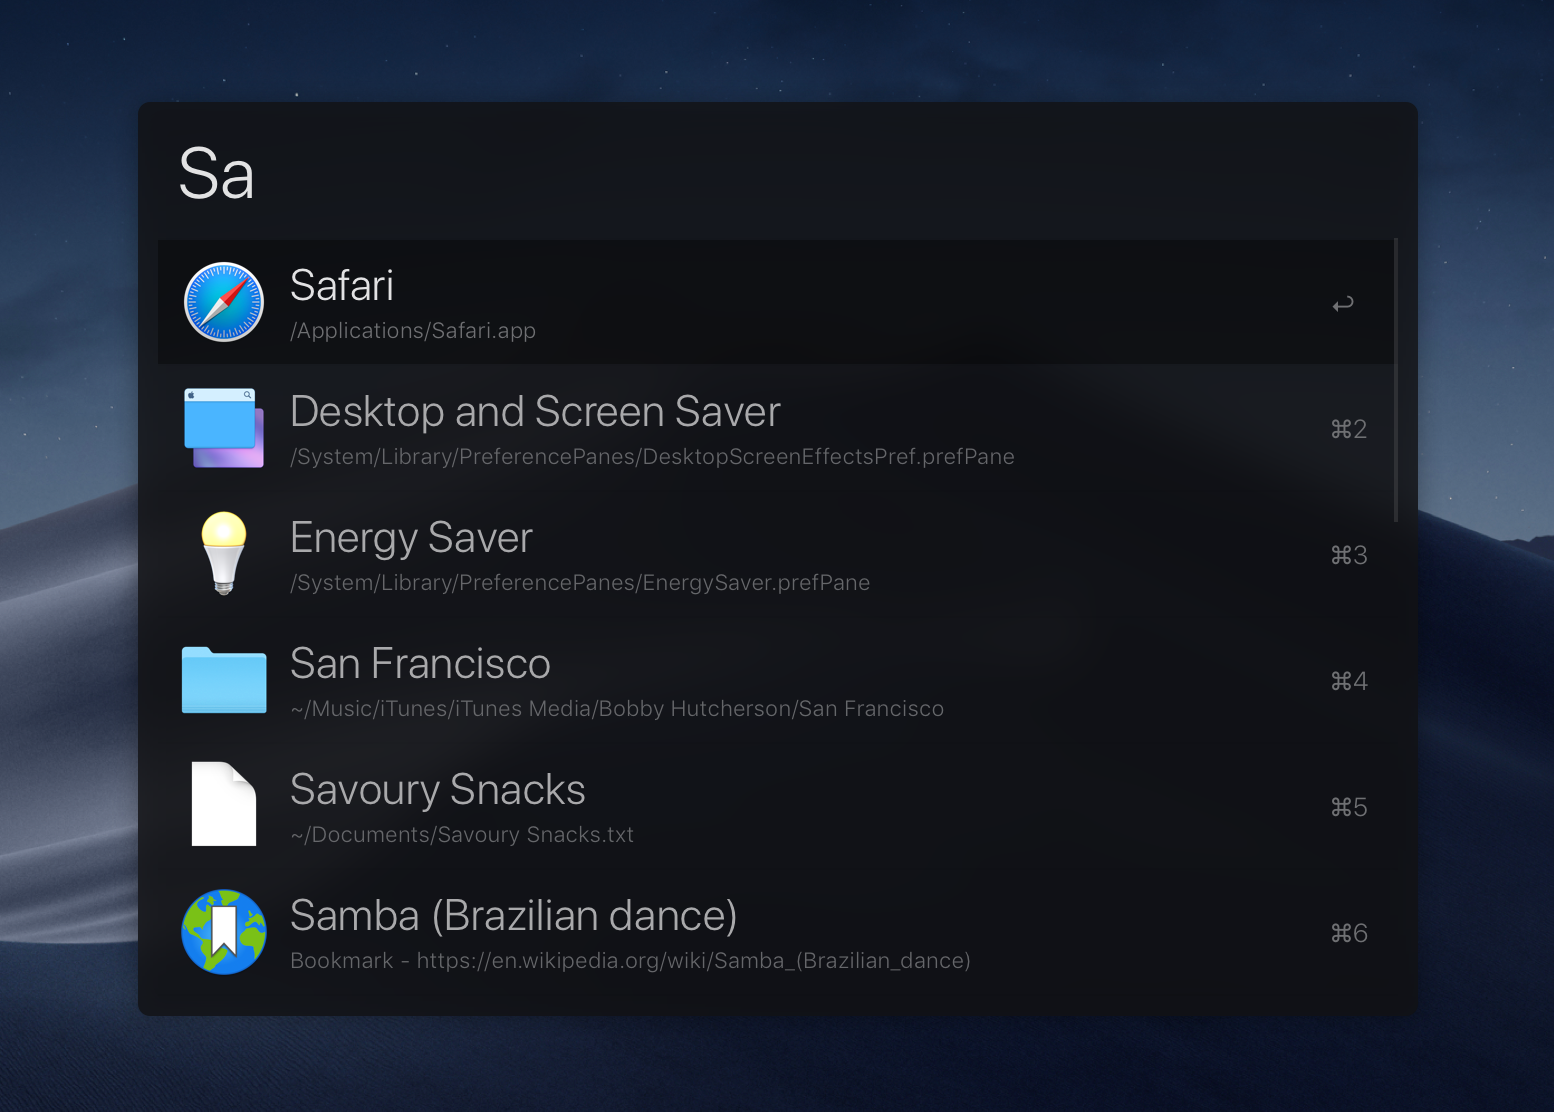 Sa
Safari
/Applications/Safari.app
↩
Desktop and Screen Saver
/System/Library/PreferencePanes/DesktopScreenEffectsPref.prefPane
⌘2
Energy Saver
/System/Library/PreferencePanes/EnergySaver.prefPane
⌘3
San Francisco
~/Music/iTunes/iTunes Media/Bobby Hutcherson/San Francisco
⌘4
Savoury Snacks
~/Documents/Savoury Snacks.txt
⌘5
Samba (Brazilian dance)
Bookmark - https://en.wikipedia.org/wiki/Samba_(Brazilian_dance)
⌘6